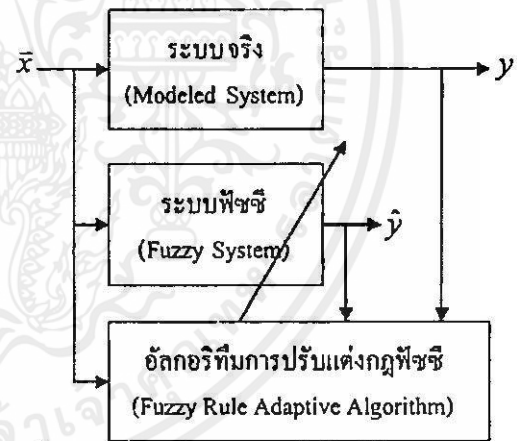 ระบบจริง
x̄
y
(Modeled System)
ระบบฟัซซี
ŷ
(Fuzzy System)
อัลกอริทึมการปรับแต่งกฎฟัซซี
(Fuzzy Rule Adaptive Algorithm)